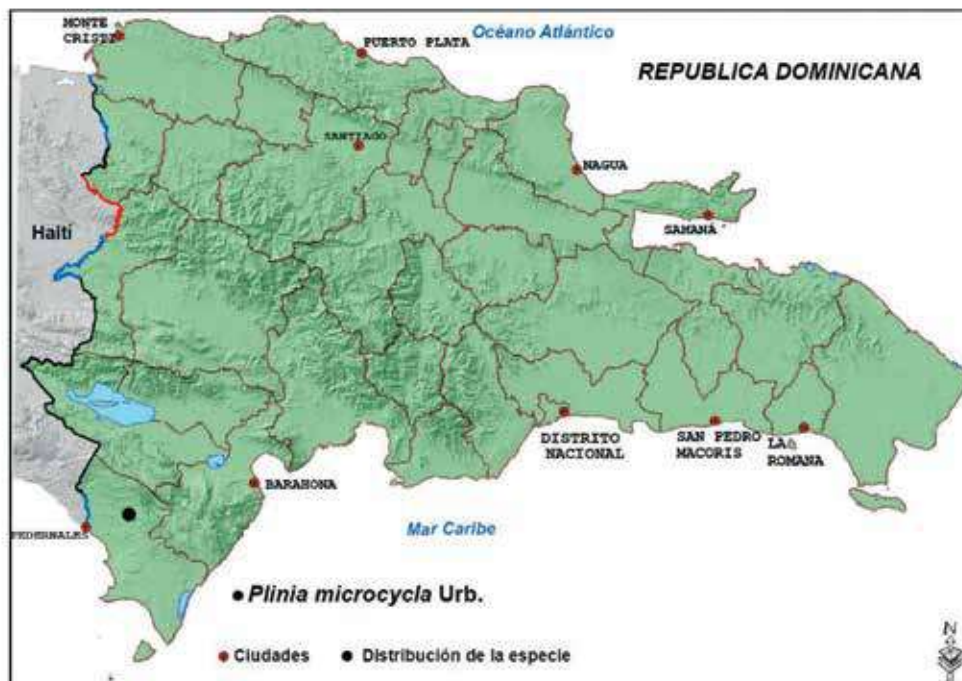 MONTE
CRISTI
PUERTO PLATA
Océano Atlántico
REPUBLICA DOMINICANA
SANTIAGO
NAGUA
SAMANÁ
Haití
DISTRITO
NACIONAL
SAN PEDRO
MACORIS
LA
ROMANA
BARAHONA
PEDERNALES
Mar Caribe
Plinia microcycla Urb.
Ciudades
Distribución de la especie
N